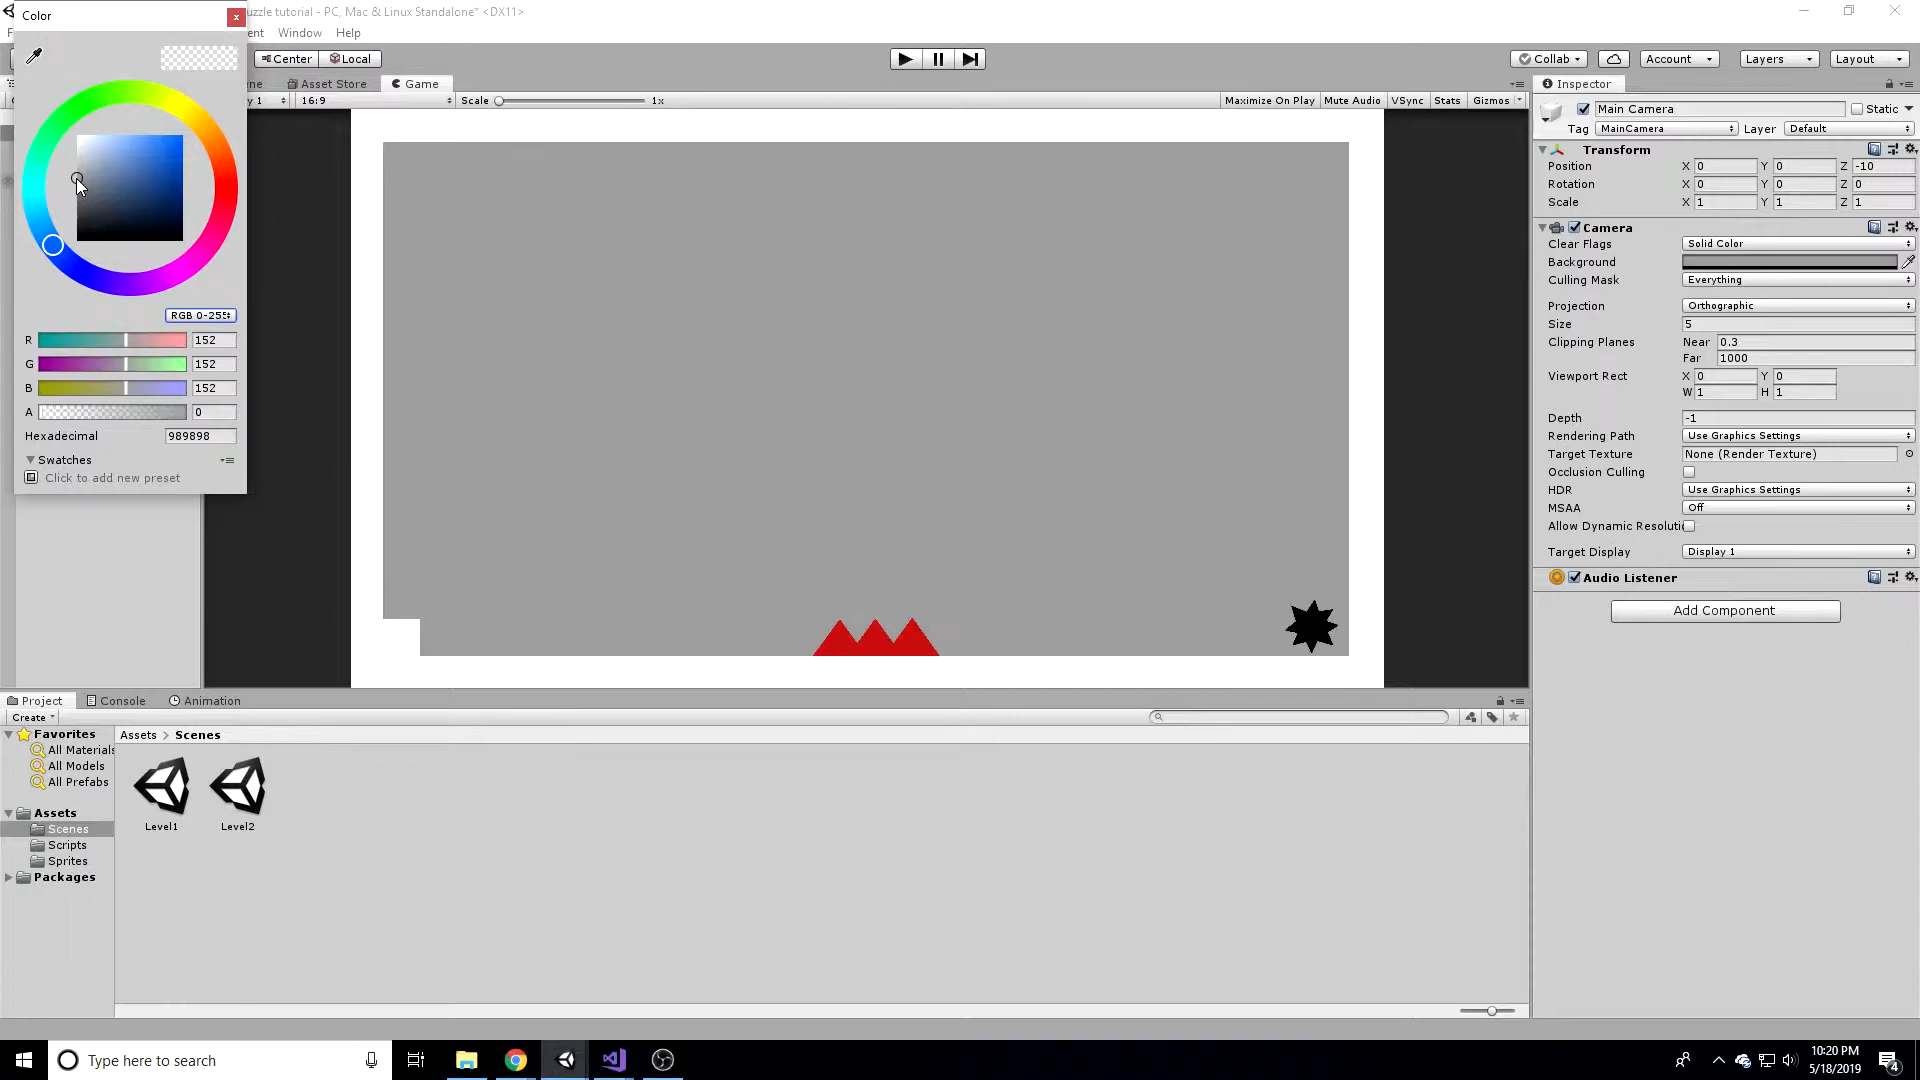 Color x uzzle tutorial - PC, Mac & Linux Standalone* <DX11>
ent Window Help
Center Local Collab Account Layers Layout
ne Asset Store Game Inspector
y 1 16:9 Scale 1x Maximize On Play Mute Audio VSync Stats Gizmos
Main Camera Static
Tag MainCamera Layer Default
Transform
Position X 0 Y 0 Z -10
Rotation X 0 Y 0 Z 0
Scale X 1 Y 1 Z 1
Camera
Clear Flags Solid Color
Background
Culling Mask Everything
Projection Orthographic
Size 5
Clipping Planes Near 0.3
Far 1000
Viewport Rect X 0 Y 0
W 1 H 1
Depth -1
Rendering Path Use Graphics Settings
Target Texture None (Render Texture)
Occlusion Culling
HDR Use Graphics Settings
MSAA Off
Allow Dynamic Resoluti
Target Display Display 1
Audio Listener
Add Component
RGB 0-255
R 152
G 152
B 152
A 0
Hexadecimal 989898
Swatches
Click to add new preset
Project Console Animation
Create
Favorites
All Materials
All Models
All Prefabs
Assets
Scenes
Scripts
Sprites
Packages
Assets > Scenes
Level1 Level2
Type here to search
10:20 PM
5/18/2019
4